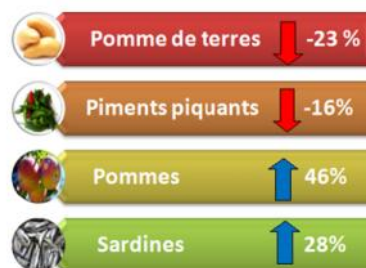 Pomme de terres -23 %
Piments piquants -16%
Pommes 46%
Sardines 28%